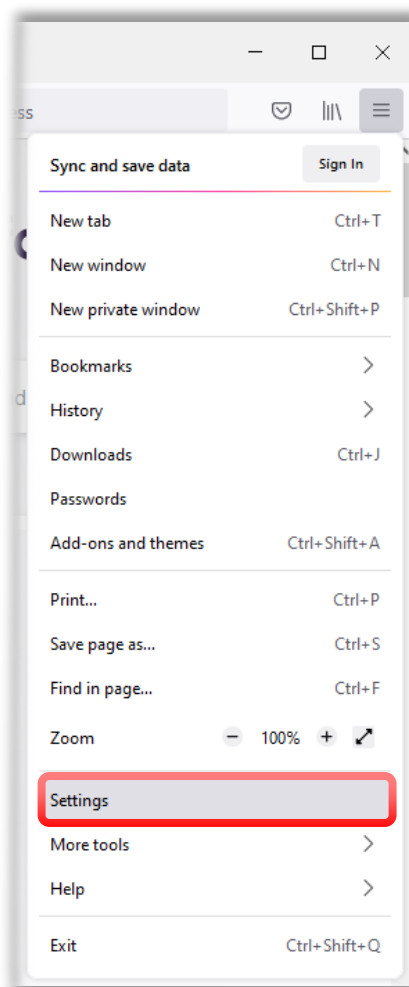 ess
Sync and save data Sign In
New tab Ctrl+T
New window Ctrl+N
New private window Ctrl+Shift+P
Bookmarks
History
d
Downloads Ctrl+J
Passwords
Add-ons and themes Ctrl+Shift+A
Print... Ctrl+P
Save page as... Ctrl+S
Find in page... Ctrl+F
Zoom − 100% +
Settings
More tools
Help
Exit Ctrl+Shift+Q